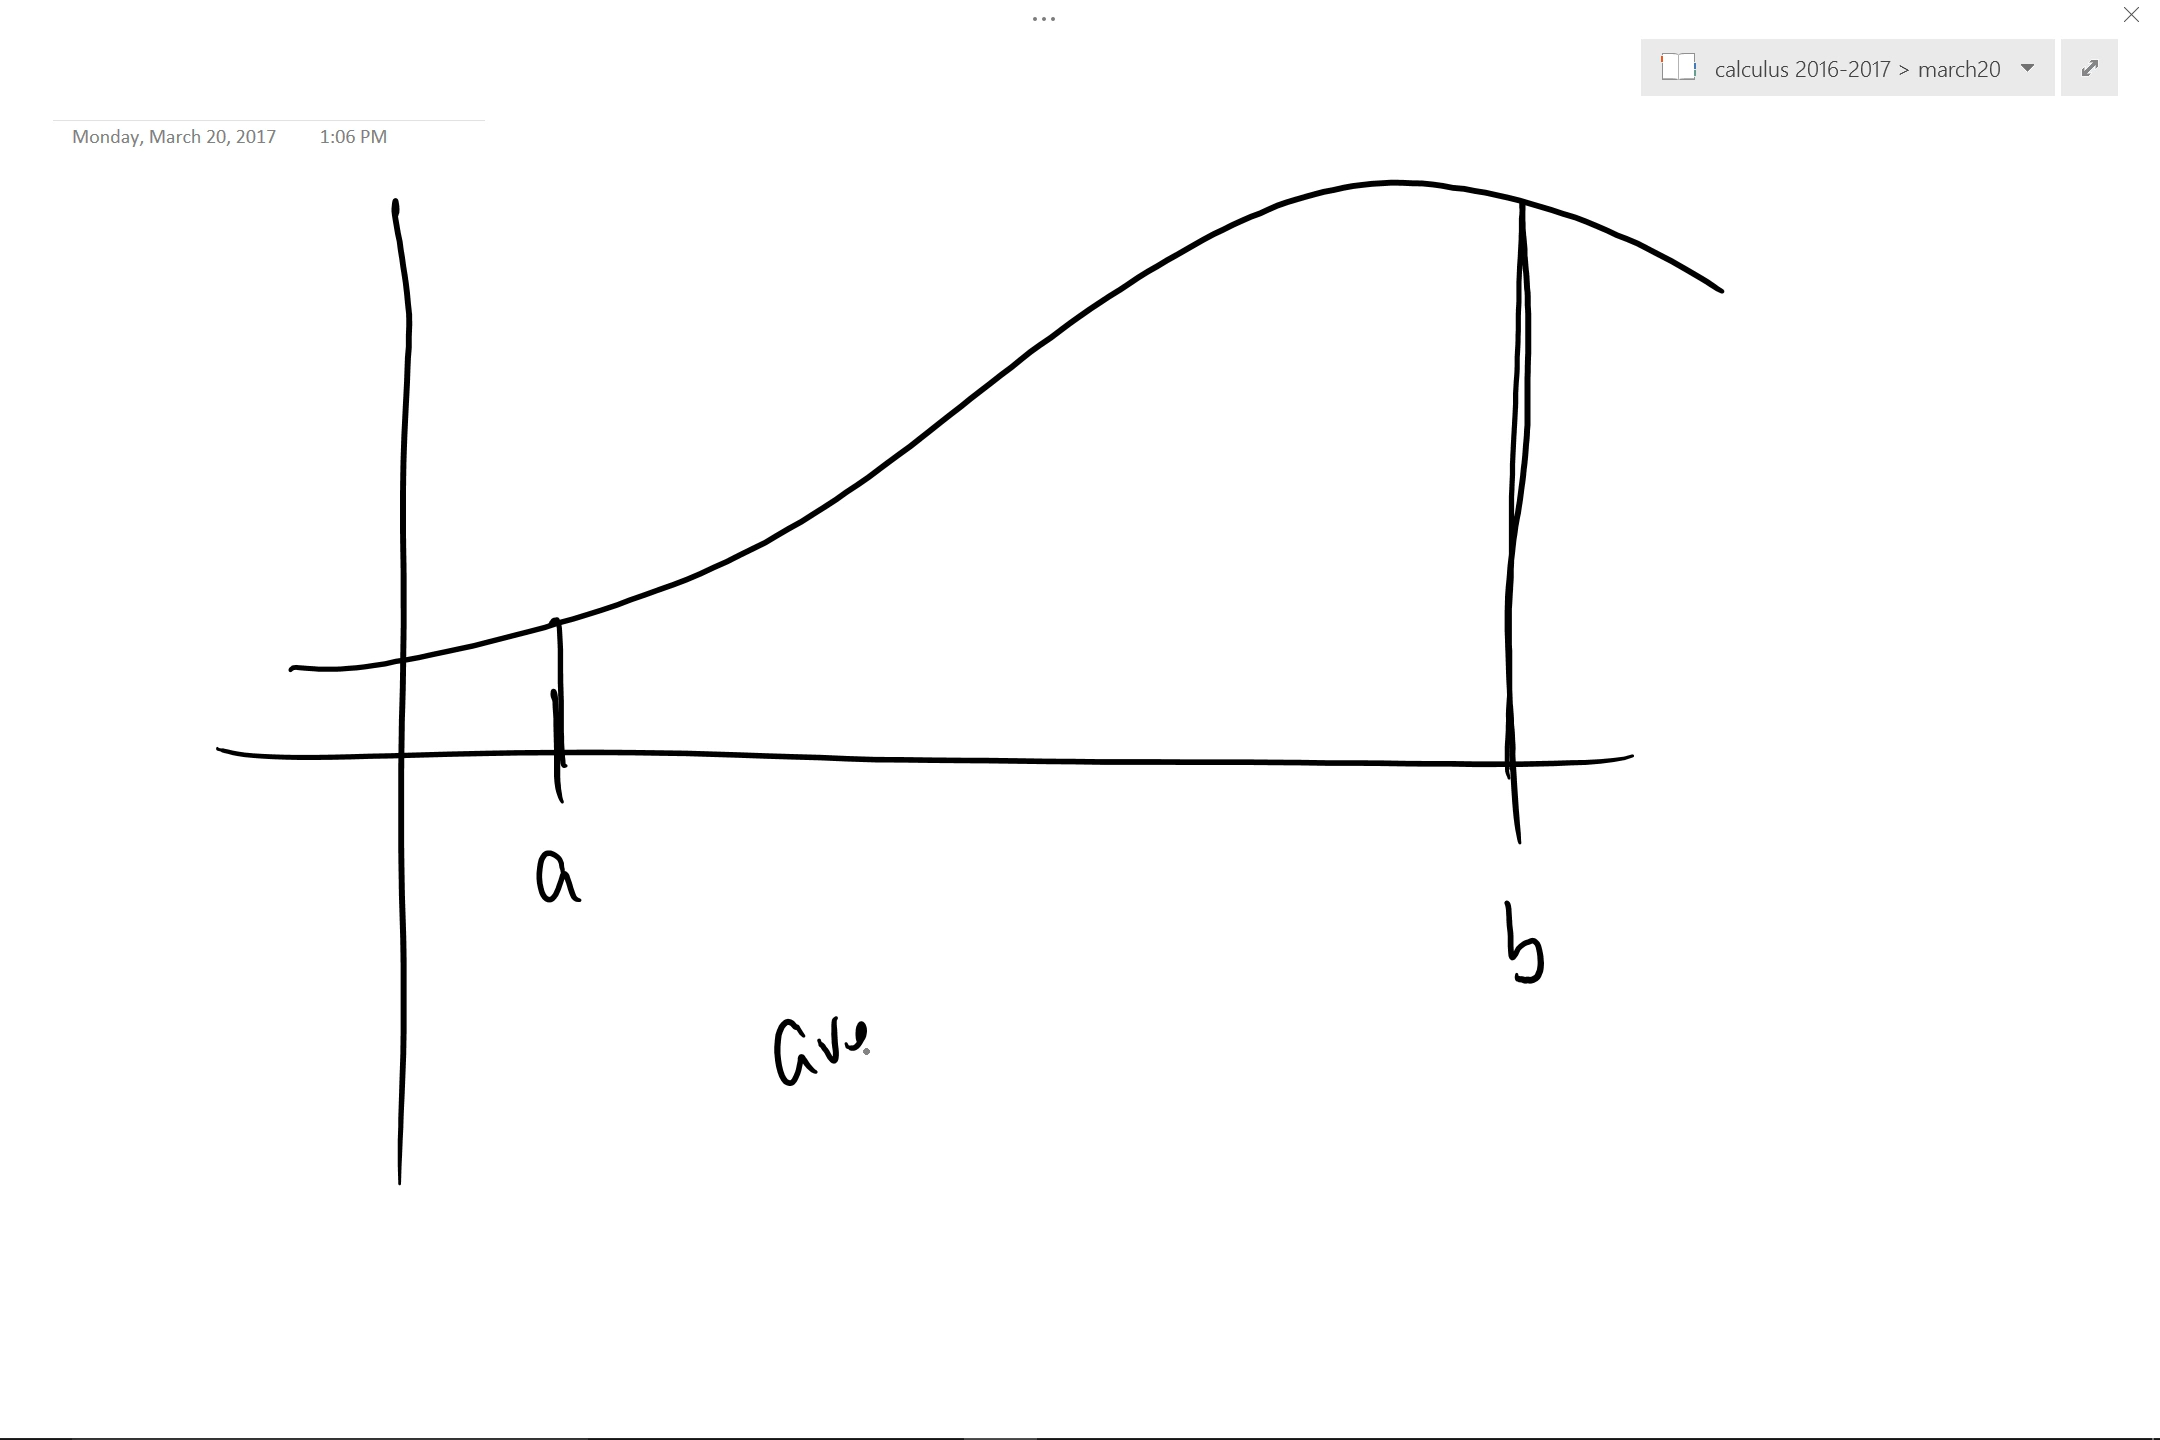 calculus 2016-2017 > march20
Monday, March 20, 2017 1:06 PM
a
b
ave